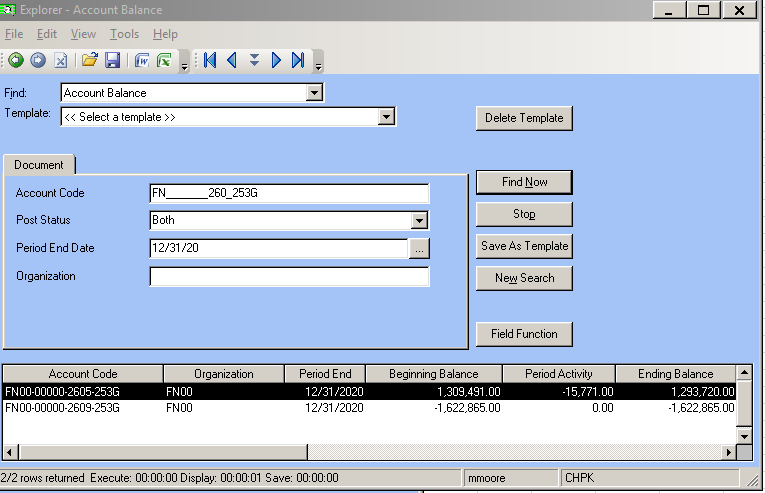 Explorer - Account Balance
File Edit View Tools Help
Find: Account Balance
Template: << Select a template >> Delete Template
Document
Find Now
Account Code FN_______260_253G
Stop
Post Status Both
Save As Template
Period End Date 12/31/20 ...
New Search
Organization
Field Function
Account Code Organization Period End Beginning Balance Period Activity Ending Balance
FN00-00000-2605-253G FN00 12/31/2020 1,309,491.00 -15,771.00 1,293,720.00
FN00-00000-2609-253G FN00 12/31/2020 -1,622,865.00 0.00 -1,622,865.00
2/2 rows returned Execute: 00:00:00 Display: 00:00:01 Save: 00:00:00 mmoore CHPK